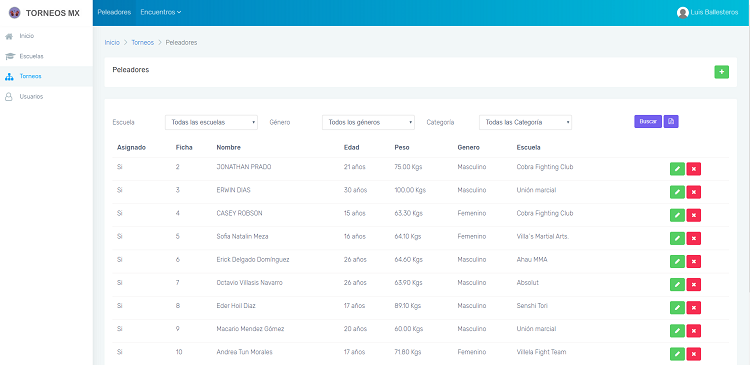 TORNEOS MX
Peleadores Encuentros
Luis Ballesteros
Inicio
Escuelas
Torneos
Usuarios
Inicio > Torneos > Peleadores
Peleadores
Escuela Todas las escuelas Género Todos los géneros Categoría Todas las Categoría Buscar
Asignado Ficha Nombre Edad Peso Genero Escuela
Si 2 JONATHAN PRADO 21 años 75.00 Kgs Masculino Cobra Fighting Club
Si 3 ERWIN DIAS 30 años 100.00 Kgs Masculino Unión marcial
Si 4 CASEY ROBSON 15 años 63.30 Kgs Femenino Cobra Fighting Club
Si 5 Sofia Natalin Meza 16 años 64.10 Kgs Femenino Villa´s Martial Arts.
Si 6 Erick Delgado Domínguez 26 años 64.60 Kgs Masculino Ahau MMA
Si 7 Octavio Villasis Navarro 26 años 63.90 Kgs Masculino Absolut
Si 8 Eder Hoil Diaz 17 años 89.10 Kgs Masculino Senshi Tori
Si 9 Macario Mendez Gómez 20 años 60.00 Kgs Masculino Unión marcial
Si 10 Andrea Tun Morales 17 años 71.80 Kgs Femenino Villela Fight Team